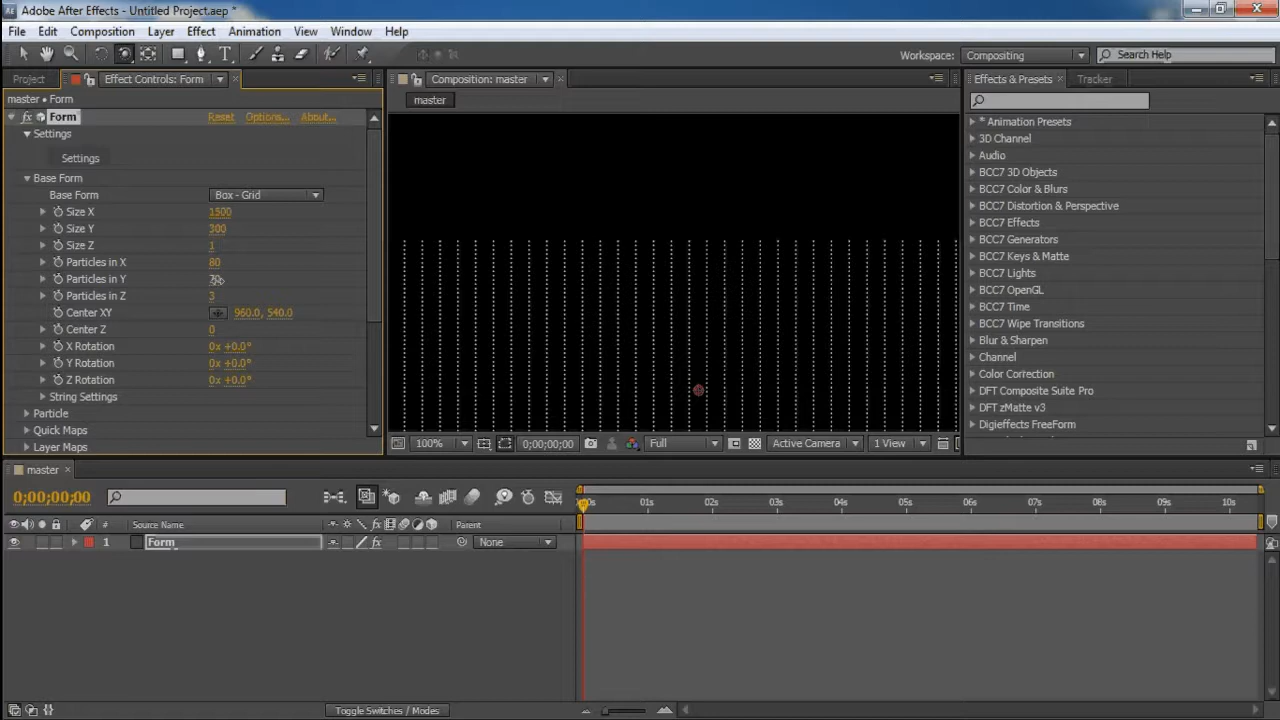 Adobe After Effects - Untitled Project.aep *
File Edit Composition Layer Effect Animation View Window Help
Workspace: Compositing Search Help
Project Effect Controls: Form Composition: master Effects & Presets Tracker
master • Form
master
fx Form Reset Options... About...
Settings
Settings
Base Form
Base Form Box - Grid
Size X 1500
Size Y 300
Size Z 1
Particles in X 80
Particles in Y
Particles in Z 3
Center XY 960.0, 540.0
Center Z 0
X Rotation 0x +0.0°
Y Rotation 0x +0.0°
Z Rotation 0x +0.0°
String Settings
Particle
Quick Maps
Layer Maps
* Animation Presets
3D Channel
Audio
BCC7 3D Objects
BCC7 Color & Blurs
BCC7 Distortion & Perspective
BCC7 Effects
BCC7 Generators
BCC7 Keys & Matte
BCC7 Lights
BCC7 OpenGL
BCC7 Time
BCC7 Wipe Transitions
Blur & Sharpen
Channel
Color Correction
DFT Composite Suite Pro
DFT zMatte v3
Digieffects FreeForm
100% 0;00;00;00 Full Active Camera 1 View
master
0;00;00;00
01s 02s 03s 04s 05s 06s 07s 08s 09s 10s
# Source Name fx Parent
1 Form fx None
Toggle Switches / Modes